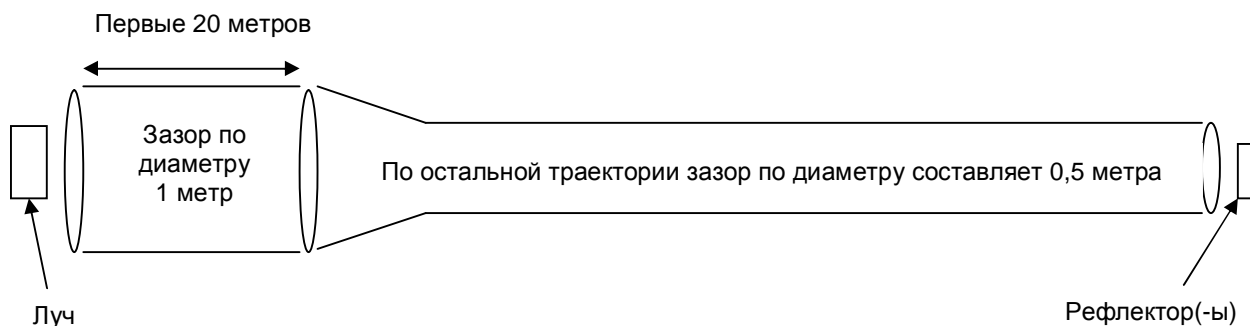 Первые 20 метров
Зазор по
диаметру
1 метр
По остальной траектории зазор по диаметру составляет 0,5 метра
Луч
Рефлектор(-ы)